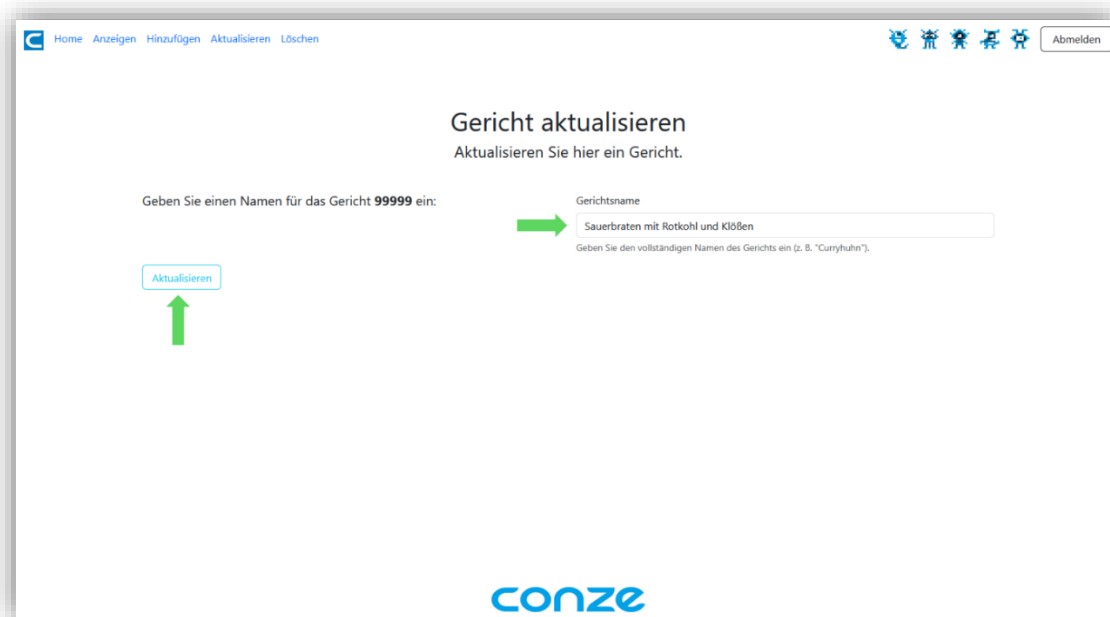 Home Anzeigen Hinzufügen Aktualisieren Löschen
Abmelden
Gericht aktualisieren
Aktualisieren Sie hier ein Gericht.
Geben Sie einen Namen für das Gericht 99999 ein:
Gerichtsname
Sauerbraten mit Rotkohl und Klößen
Geben Sie den vollständigen Namen des Gerichts ein (z. B. "Curryhuhn").
Aktualisieren
conze